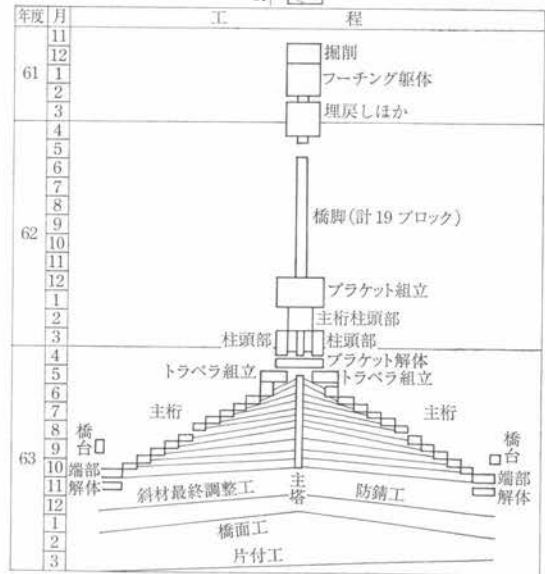 年度 月 工 程
61
11
12 掘削
1 フーチング躯体
2
3 埋戻しほか
62
4
5
6
7
8
9 橋脚(計19ブロック)
10
11
12 ブラケット組立
1
2 主桁柱頭部
3 柱頭部 柱頭部
63
4 ブラケット解体
5 トラベラ組立 トラベラ組立
6
7 主桁 主桁
8
9 橋台 橋台
10 端部 主塔 端部
11 解体 斜材最終調整工 防錆工 解体
12
1 橋面工
2
3 片付工